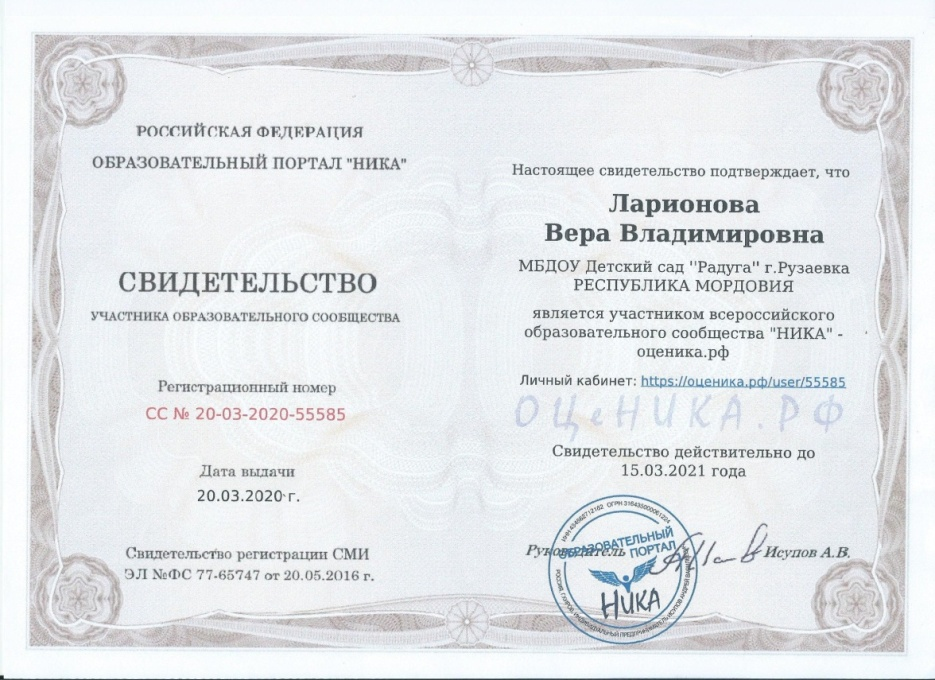 РОССИЙСКАЯ ФЕДЕРАЦИЯ
ОБРАЗОВАТЕЛЬНЫЙ ПОРТАЛ "НИКА"
СВИДЕТЕЛЬСТВО
УЧАСТНИКА ОБРАЗОВАТЕЛЬНОГО СООБЩЕСТВА
Регистрационный номер
СС № 20-03-2020-55585
Дата выдачи
20.03.2020 г.
Свидетельство регистрации СМИ
ЭЛ №ФС 77-65747 от 20.05.2016 г.
Настоящее свидетельство подтверждает, что
Ларионова
Вера Владимировна
МБДОУ Детский сад ''Радуга'' г.Рузаевка
РЕСПУБЛИКА МОРДОВИЯ
является участником всероссийского
образовательного сообщества "НИКА" -
оценика.рф
Личный кабинет: https://оценика.рф/user/55585
ОЦеНИКА.РФ
Свидетельство действительно до
15.03.2021 года
Руководитель Исупов А.В.
ОБРАЗОВАТЕЛЬНЫЙ
ПОРТАЛ
НИКА